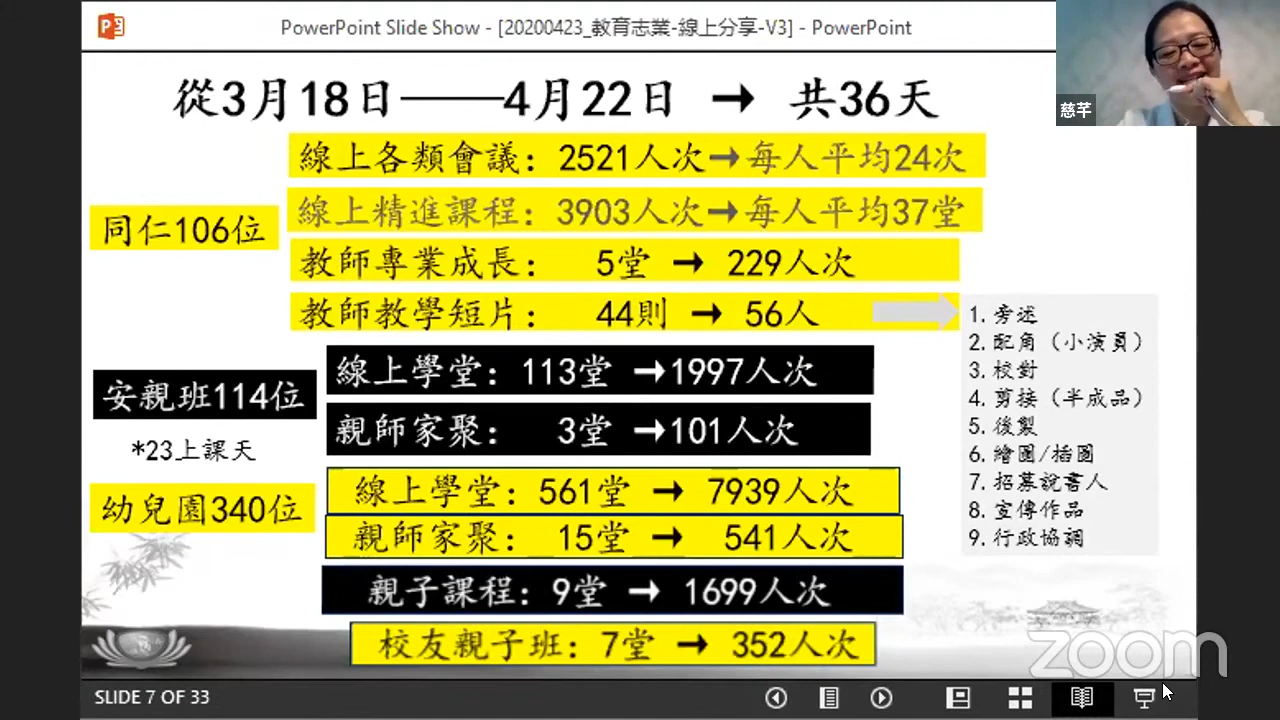 PowerPoint Slide Show - [20200423_教育志業-線上分享-V3] - PowerPoint
慈芊
從3月18日——4月22日 → 共36天
同仁106位
線上各類會議: 2521人次→每人平均24次
線上精進課程: 3903人次→每人平均37堂
教師專業成長: 5堂 → 229人次
教師教學短片: 44則 → 56人
1. 旁述
2. 配角（小演員）
3. 校對
4. 剪接（半成品）
5. 後製
6. 繪圖/插圖
7. 招募說書人
8. 宣傳作品
9. 行政協調
安親班114位
*23上課天
線上學堂: 113堂 →1997人次
親師家聚: 3堂 →101人次
幼兒園340位
線上學堂: 561堂 → 7939人次
親師家聚: 15堂 → 541人次
親子課程: 9堂 → 1699人次
校友親子班: 7堂 → 352人次
zoom
SLIDE 7 OF 33